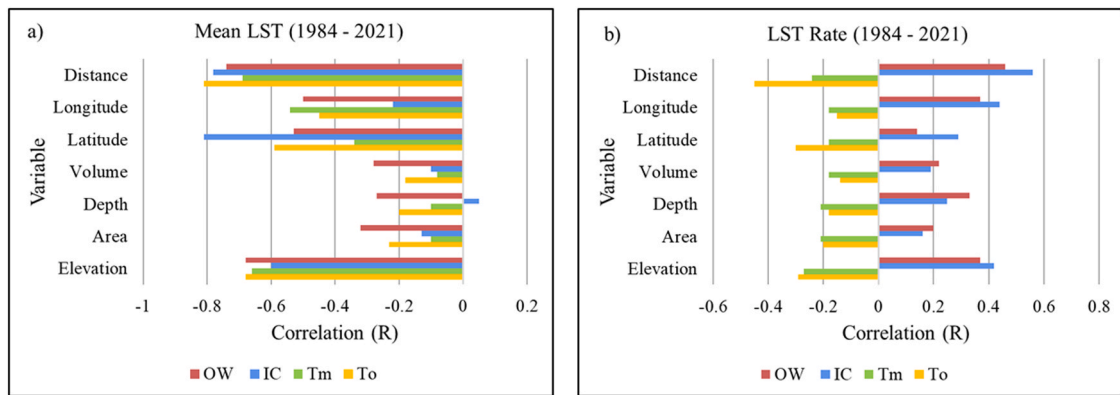 a)
Mean LST (1984 - 2021)
Variable
Distance
Longitude
Latitude
Volume
Depth
Area
Elevation
-1 -0.8 -0.6 -0.4 -0.2 0 0.2
Correlation (R)
OW IC Tm To
b)
LST Rate (1984 - 2021)
Variable
Distance
Longitude
Latitude
Volume
Depth
Area
Elevation
-0.6 -0.4 -0.2 0 0.2 0.4 0.6 0.8
Correlation (R)
OW IC Tm To